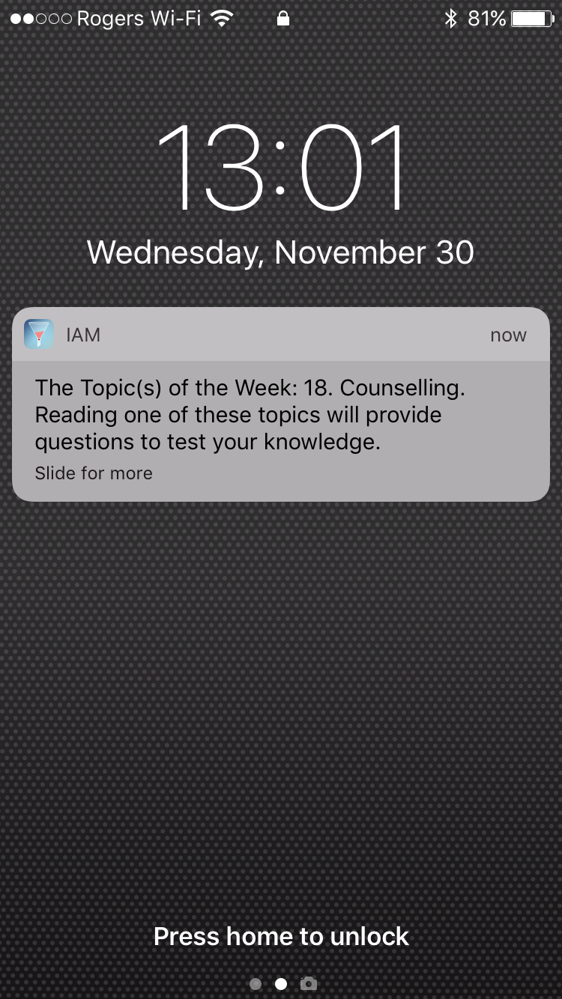 Rogers Wi-Fi 81%
13:01
Wednesday, November 30
IAM now
The Topic(s) of the Week: 18. Counselling.
Reading one of these topics will provide
questions to test your knowledge.
Slide for more
Press home to unlock